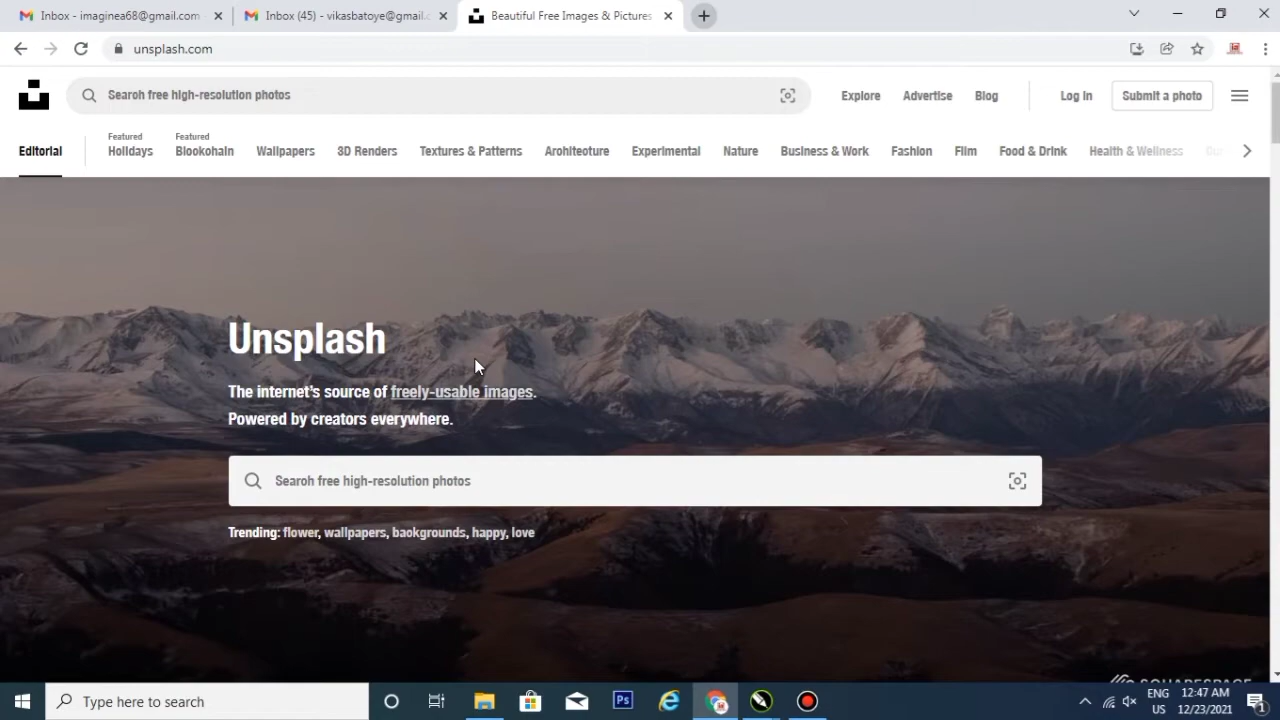 Inbox - imaginea68@gmail.com
Inbox (45) - vikasbatoye@gmail.c
Beautiful Free Images & Pictures
unsplash.com
Search free high-resolution photos
Explore
Advertise
Blog
Log in
Submit a photo
Editorial
Featured
Holidays
Featured
Blockchain
Wallpapers
3D Renders
Textures & Patterns
Architecture
Experimental
Nature
Business & Work
Fashion
Film
Food & Drink
Health & Wellness
Unsplash
The internet's source of freely-usable images.
Powered by creators everywhere.
Search free high-resolution photos
Trending: flower, wallpapers, backgrounds, happy, love
SQUARESPACE
Type here to search
Ps
ENG
US
12:47 AM
12/23/2021
1